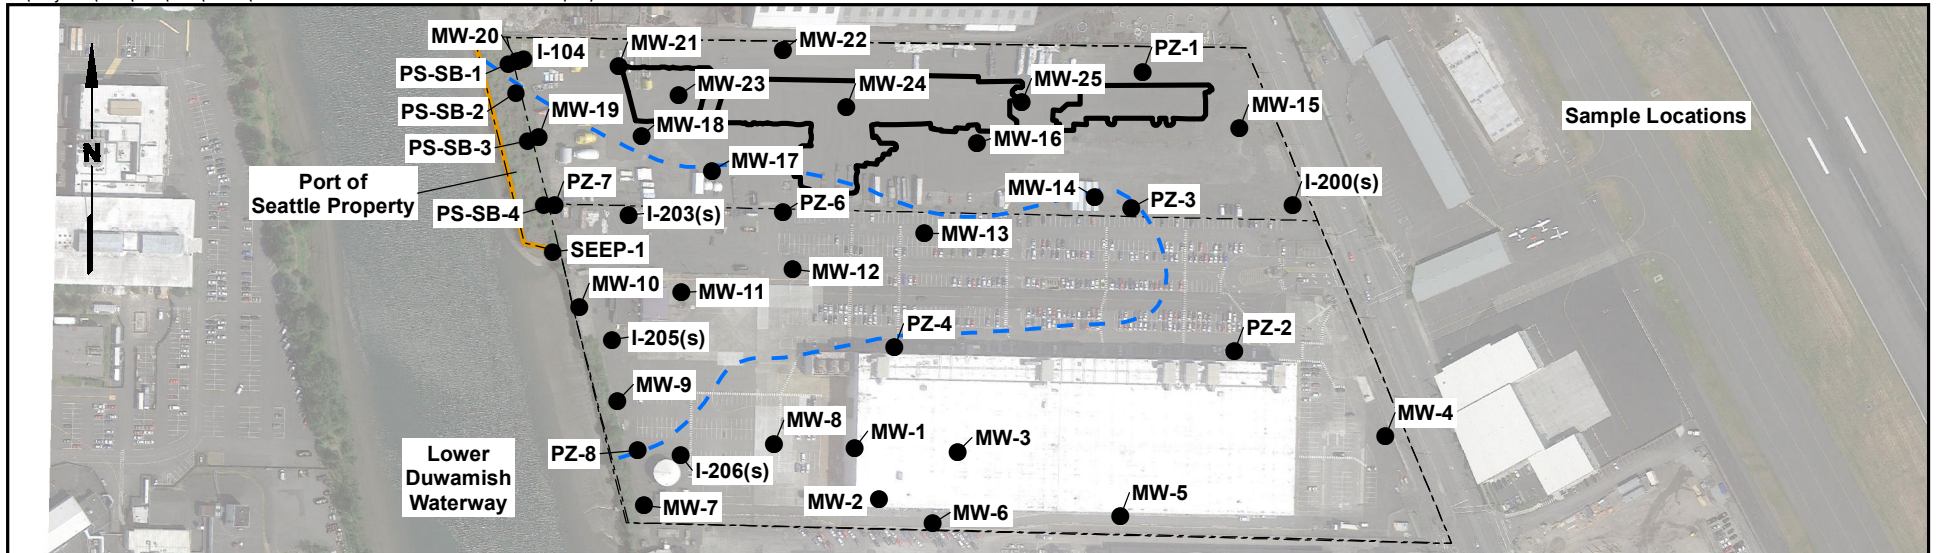 MW-20
I-104
MW-21
MW-22
PZ-1
PS-SB-1
MW-23
MW-24
MW-25
PS-SB-2
MW-19
MW-15
Sample Locations
MW-18
PS-SB-3
MW-16
N
MW-17
Port of
Seattle Property
PZ-7
MW-14
PZ-3
I-200(s)
PS-SB-4
I-203(s)
PZ-6
MW-13
SEEP-1
MW-12
MW-10
MW-11
PZ-4
PZ-2
I-205(s)
MW-9
MW-8
MW-1
MW-3
MW-4
Lower
Duwamish
Waterway
PZ-8
I-206(s)
MW-7
MW-2
MW-6
MW-5